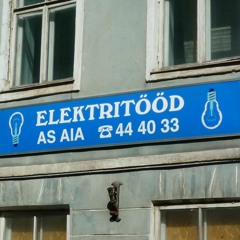 ELEKTRITÖÖD
AS AIA ☎44 40 33